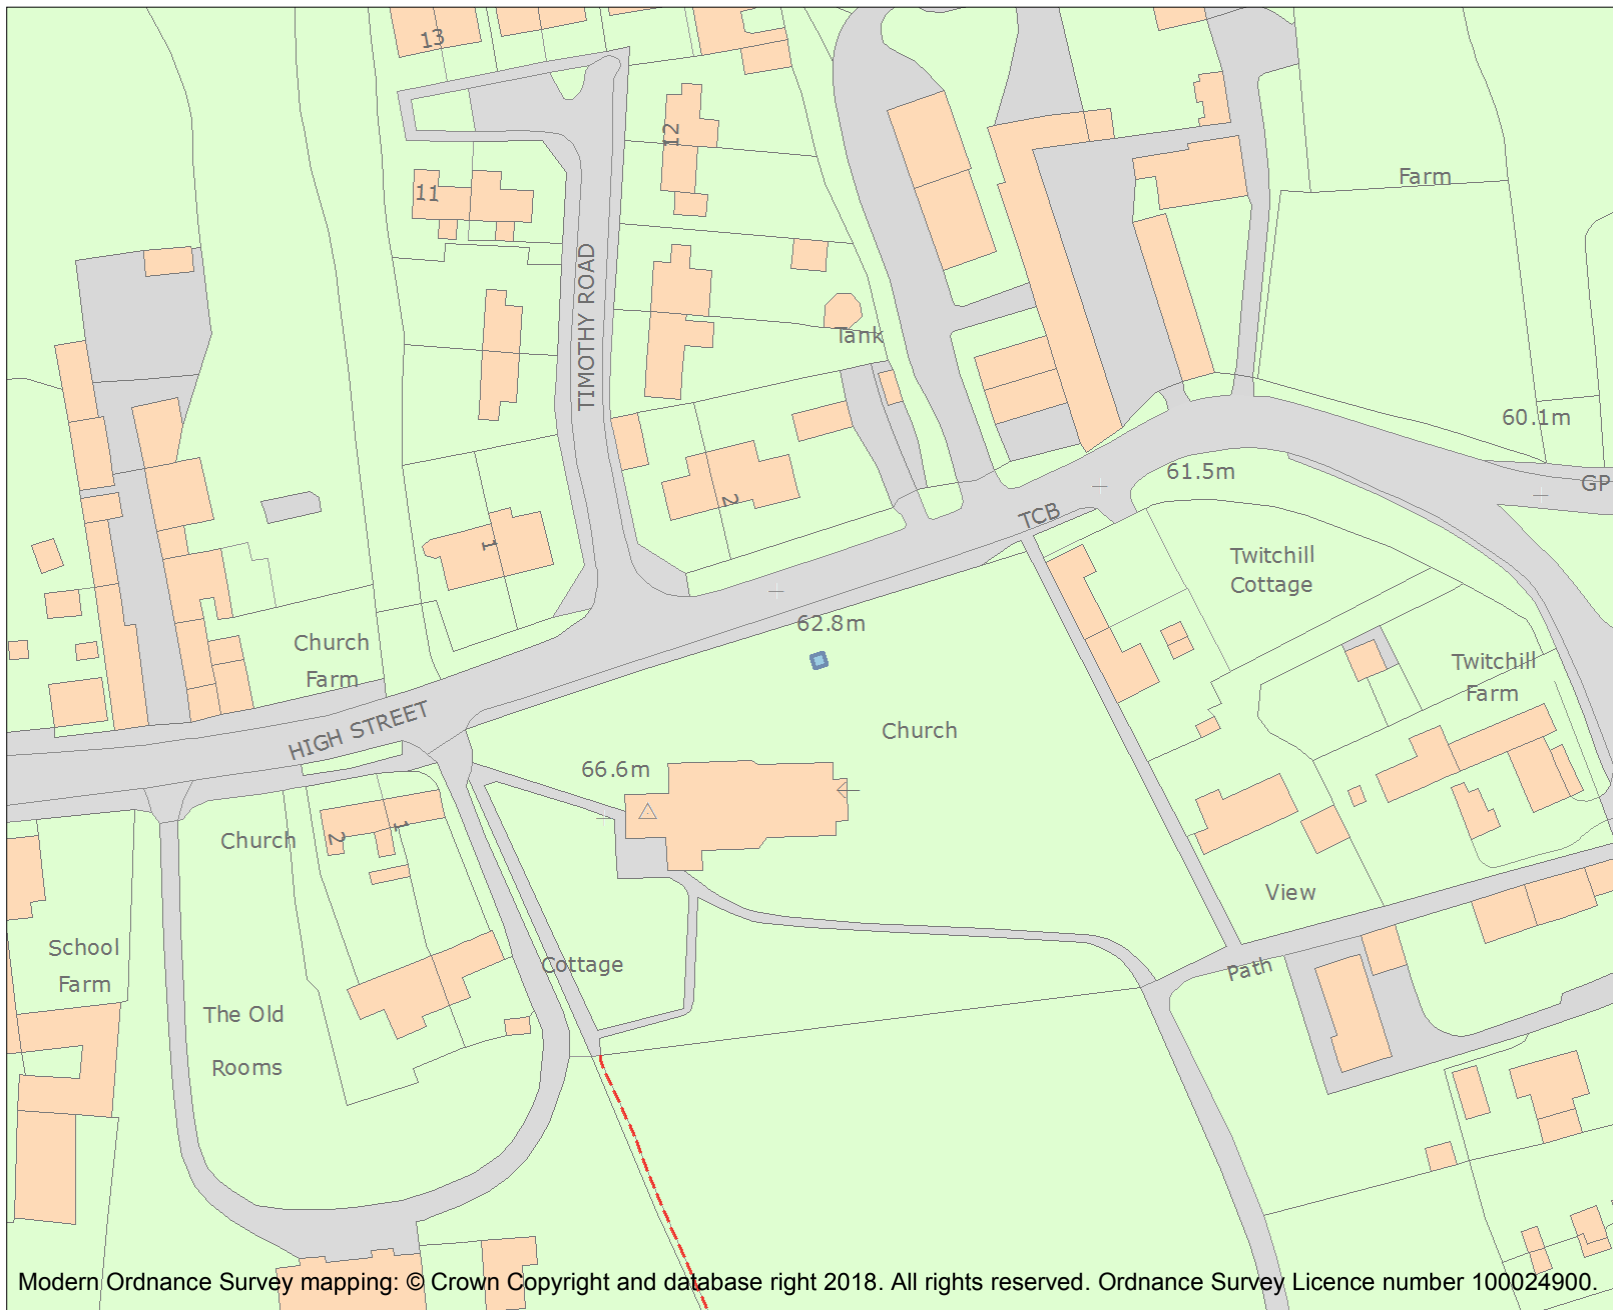 13
12
11
Farm
TIMOTHY ROAD
Tank
60.1m
61.5m
GP
2
TCB
1
Twitchill
Cottage
62.8m
Church
Farm
Twitchill
Farm
HIGH STREET
Church
66.6m
Church
2
1
View
School
Farm
Cottage
Path
The Old
Rooms
Modern Ordnance Survey mapping: © Crown Copyright and database right 2018. All rights reserved. Ordnance Survey Licence number 100024900.